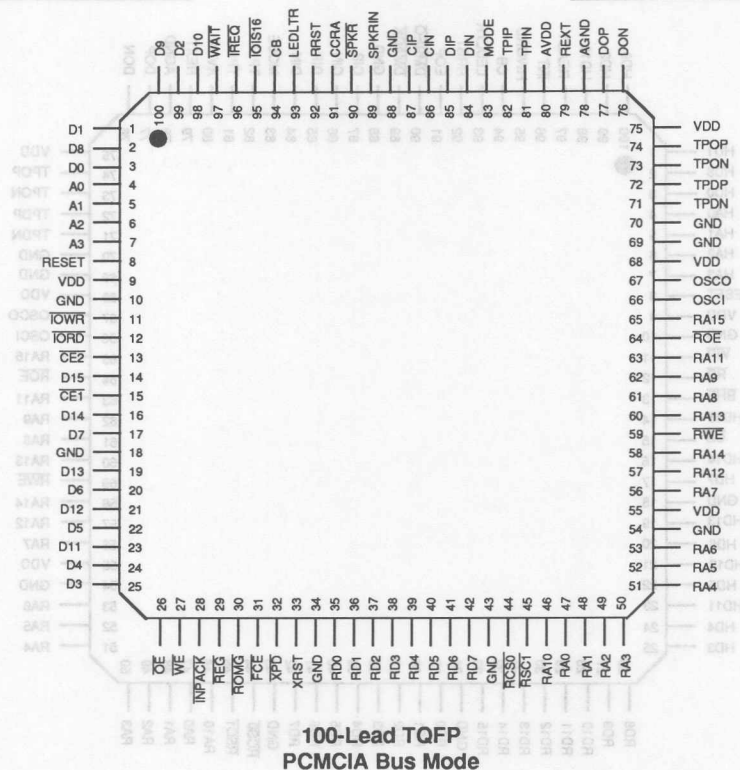 D9 D2 D10 WAIT IREQ IOIS16 CB LEDLTR RRST CCRA SPKR SPKRIN GND CIP CIN DIP DIN MODE TPIP TPIN AVDD REXT AGND DOP DON
100 99 98 97 96 95 94 93 92 91 90 89 88 87 86 85 84 83 82 81 80 79 78 77 76
D1 1 75 VDD
D8 2 74 TPOP
D0 3 73 TPON
A0 4 72 TPDP
A1 5 71 TPDN
A2 6 70 GND
A3 7 69 GND
RESET 8 68 VDD
VDD 9 67 OSCO
GND 10 66 OSCI
IOWR 11 65 RA15
IORD 12 64 ROE
CE2 13 63 RA11
D15 14 62 RA9
CE1 15 61 RA8
D14 16 60 RA13
D7 17 59 RWE
GND 18 58 RA14
D13 19 57 RA12
D6 20 56 RA7
D12 21 55 VDD
D5 22 54 GND
D11 23 53 RA6
D4 24 52 RA5
D3 25 51 RA4
26 27 28 29 30 31 32 33 34 35 36 37 38 39 40 41 42 43 44 45 46 47 48 49 50
OE WE INPACK REG ROMG FCE XPD XRST GND RD0 RD1 RD2 RD3 RD4 RD5 RD6 RD7 GND RCS0 RSC1 RA10 RA0 RA1 RA2 RA3
100-Lead TQFP
PCMCIA Bus Mode